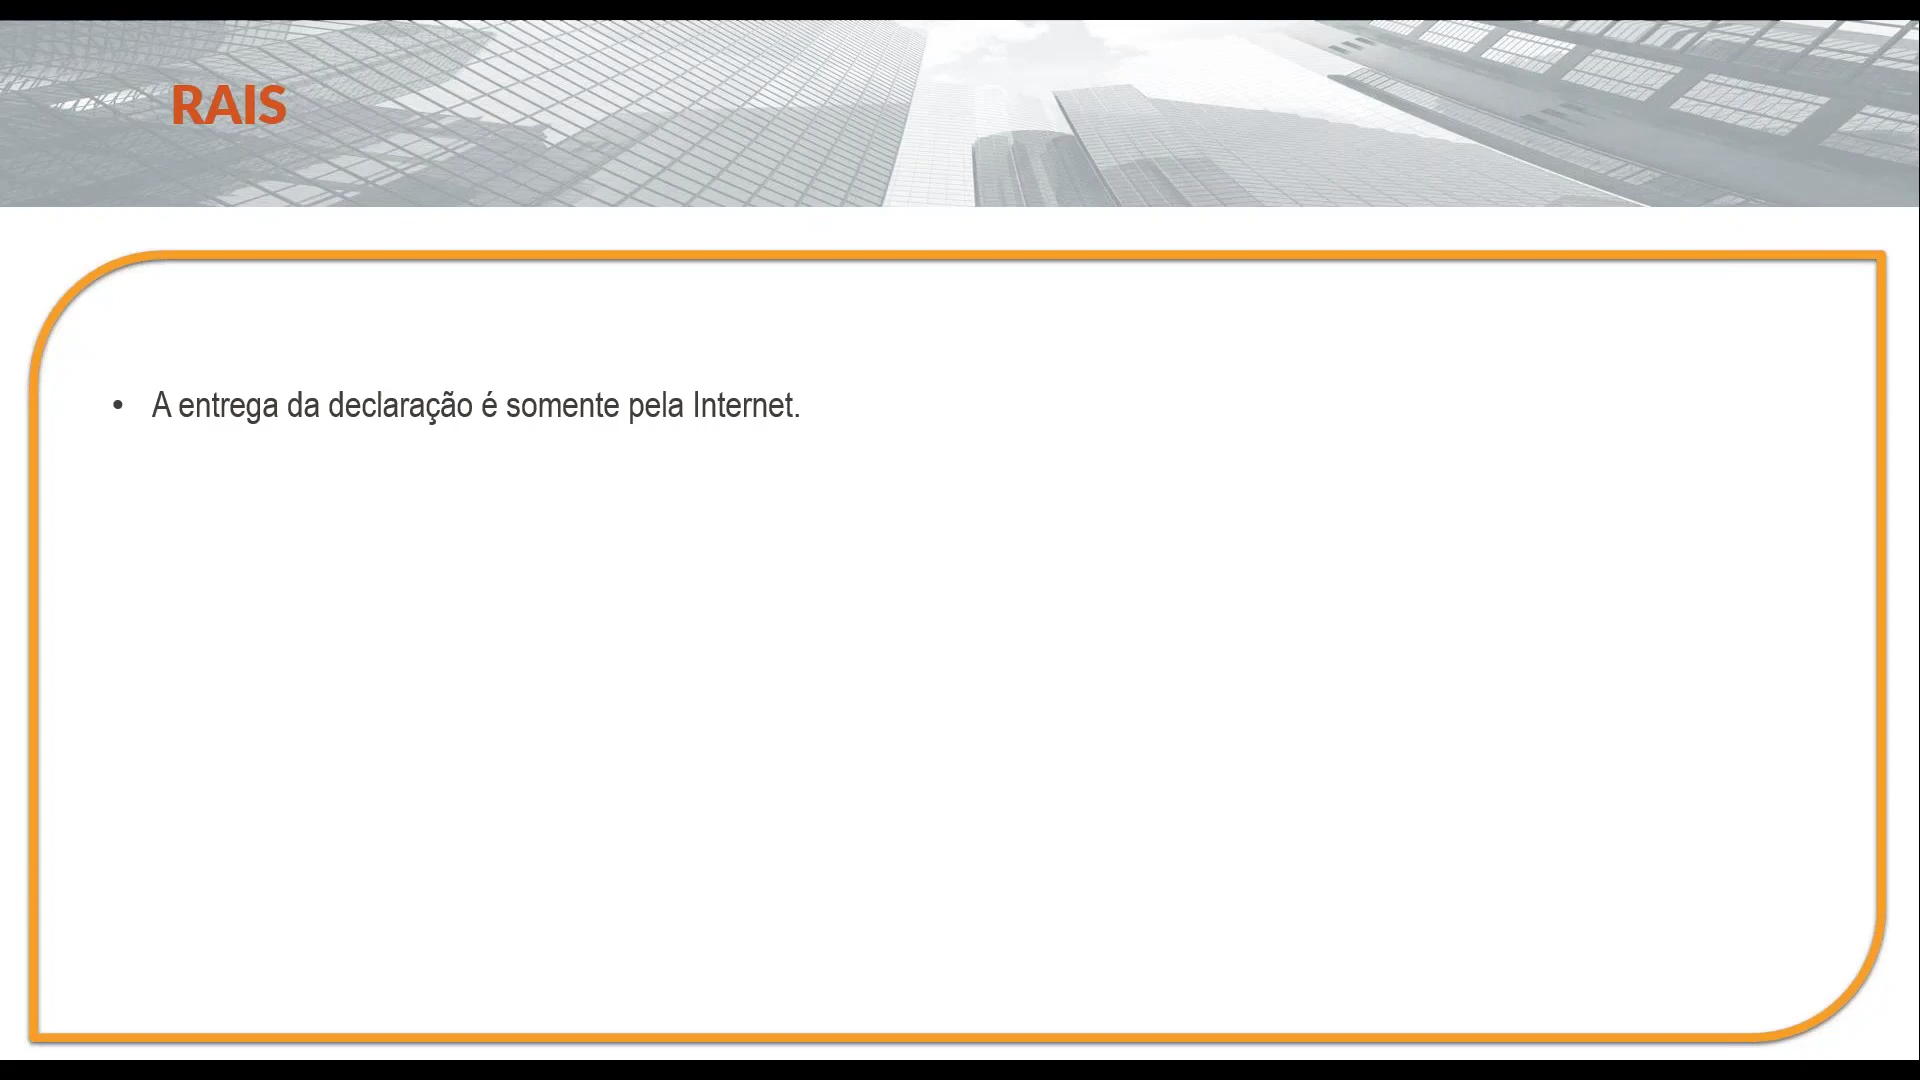 RAIS
• A entrega da declaração é somente pela Internet.